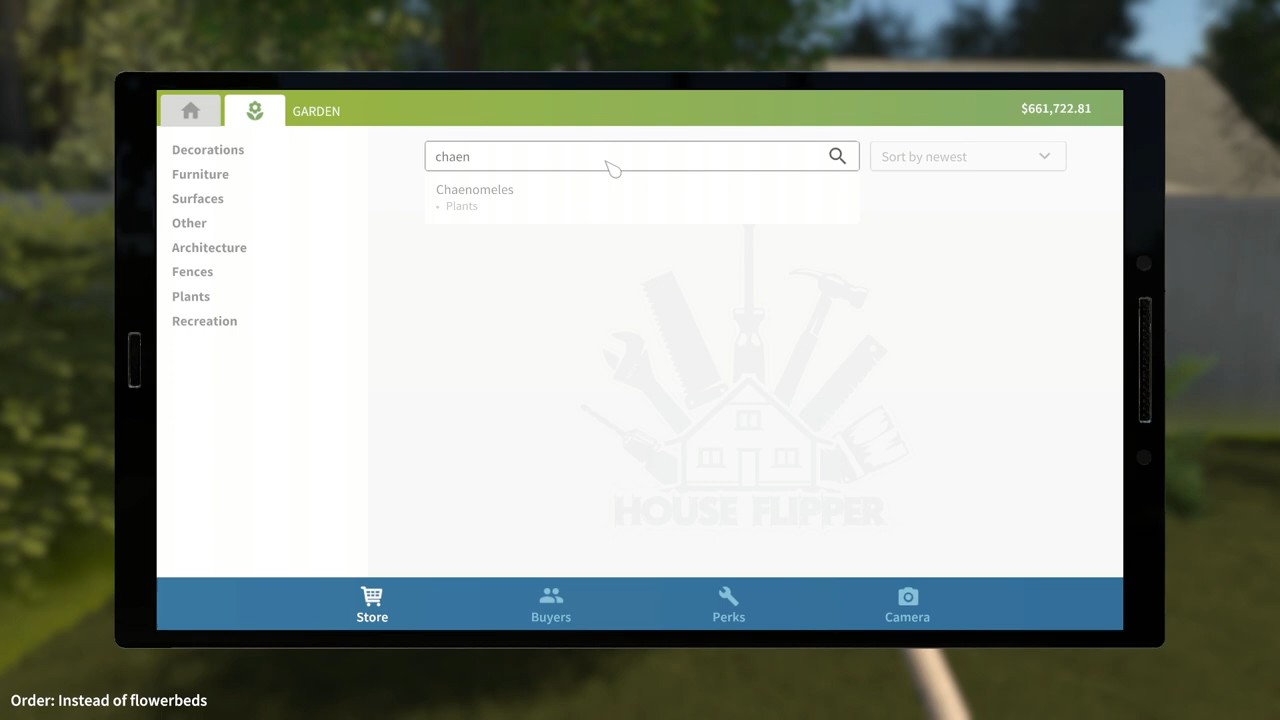 GARDEN
$661,722.81
Decorations
Furniture
Surfaces
Other
Architecture
Fences
Plants
Recreation
chaen
Sort by newest
Chaenomeles
• Plants
HOUSE FLIPPER
Store
Buyers
Perks
Camera
Order: Instead of flowerbeds